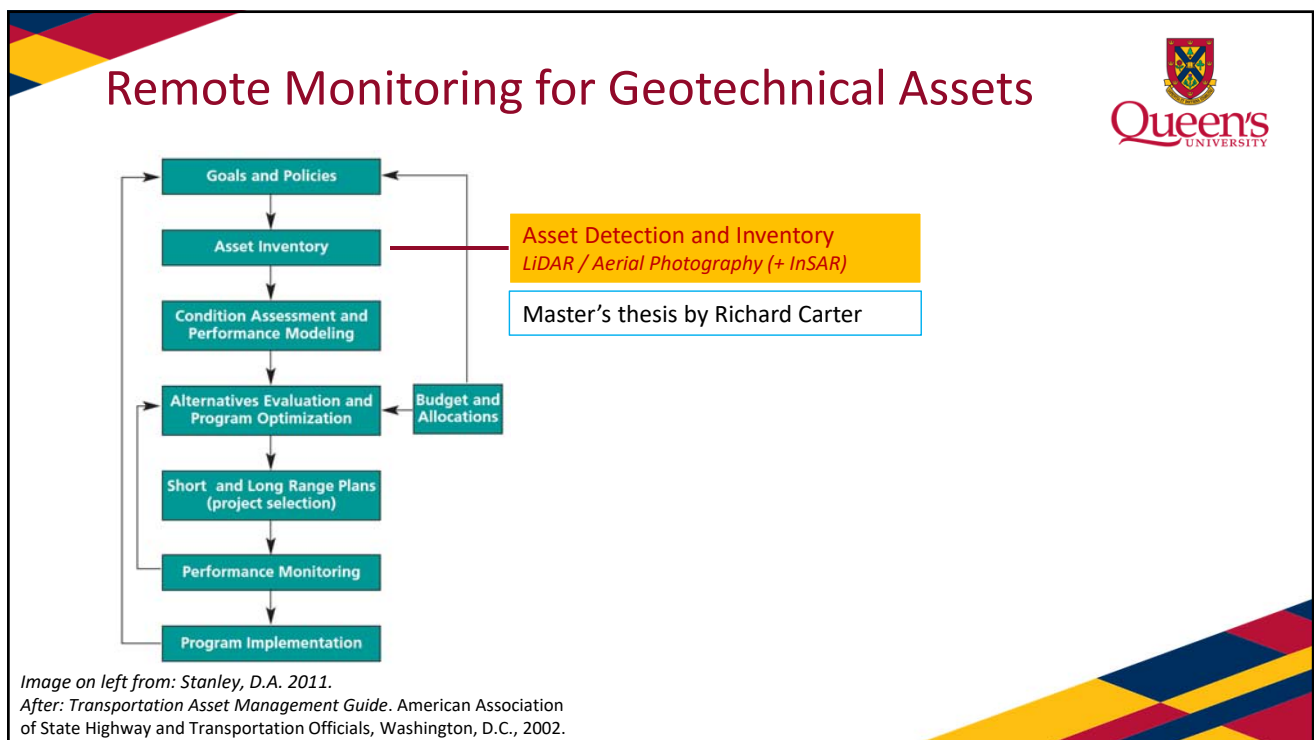 Remote Monitoring for Geotechnical Assets
Queen's
UNIVERSITY
Goals and Policies
Asset Inventory
Condition Assessment and
Performance Modeling
Alternatives Evaluation and
Program Optimization
Budget and
Allocations
Short and Long Range Plans
(project selection)
Performance Monitoring
Program Implementation
Asset Detection and Inventory
LiDAR / Aerial Photography (+ InSAR)
Master’s thesis by Richard Carter
Image on left from: Stanley, D.A. 2011.
After: Transportation Asset Management Guide. American Association
of State Highway and Transportation Officials, Washington, D.C., 2002.